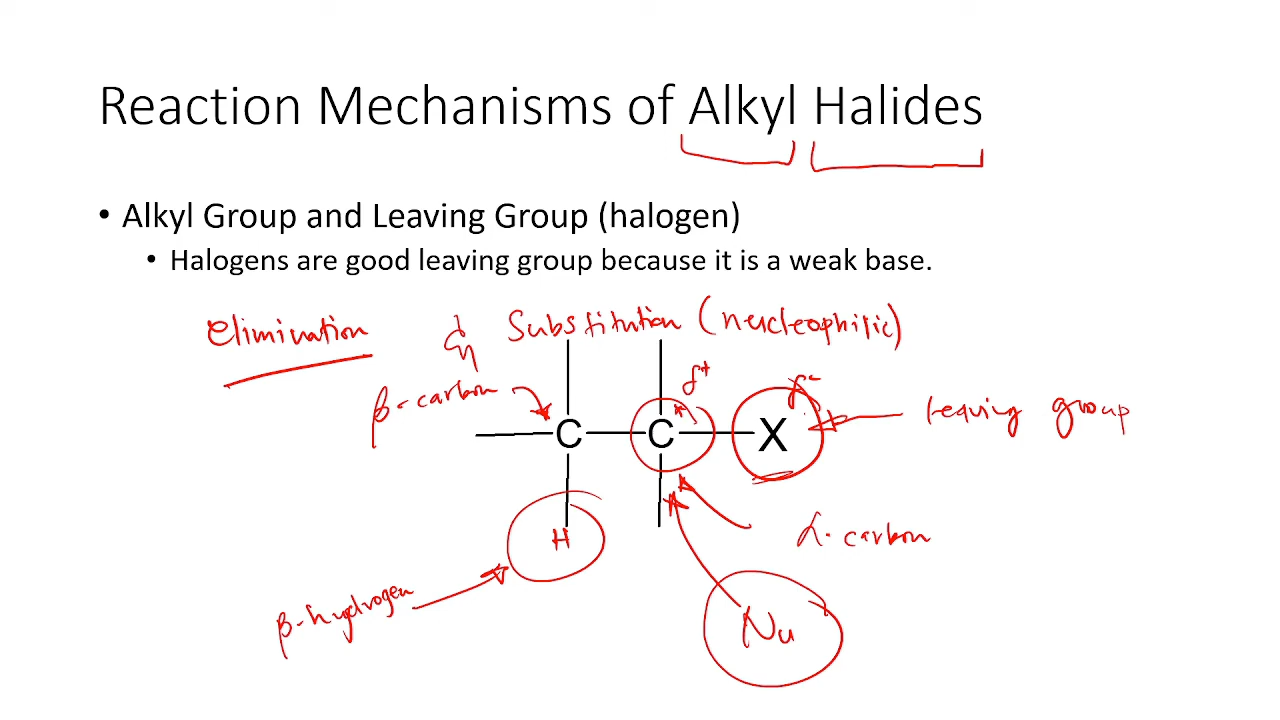 Reaction Mechanisms of Alkyl Halides
• Alkyl Group and Leaving Group (halogen)
• Halogens are good leaving group because it is a weak base.
Elimination & Substitution (nucleophilic)
β-carbon
δ+
δ-
C C X
leaving group
H
α-carbon
β-hydrogen
Nu